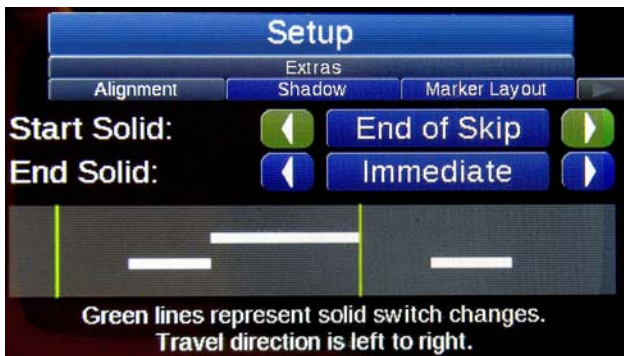 Setup
Extras
Alignment Shadow Marker Layout
Start Solid: End of Skip
End Solid: Immediate
Green lines represent solid switch changes.
Travel direction is left to right.